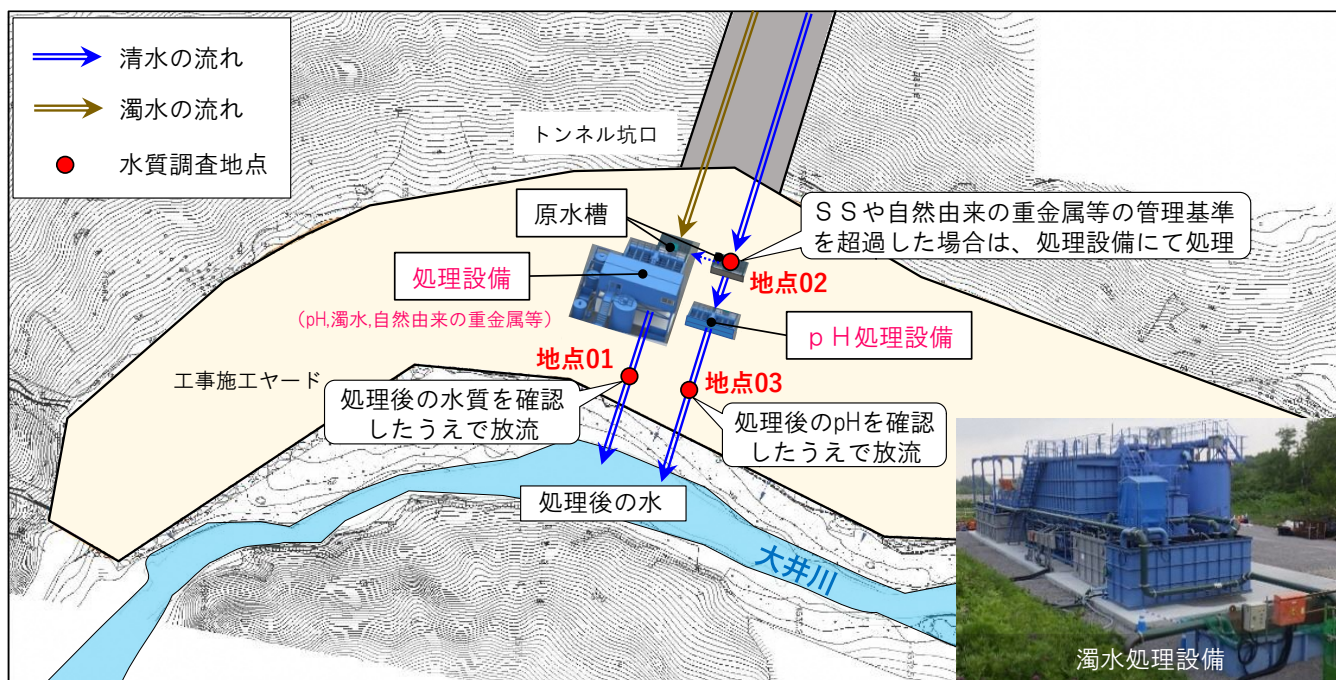 清水の流れ
濁水の流れ
水質調査地点
トンネル坑口
原水槽
ＳＳや自然由来の重金属等の管理基準
を超過した場合は、処理設備にて処理
処理設備
地点02
（pH,濁水,自然由来の重金属等）
ｐＨ処理設備
地点01
地点03
工事施工ヤード
処理後の水質を確認
したうえで放流
処理後のpHを確認
したうえで放流
処理後の水
大井川
濁水処理設備